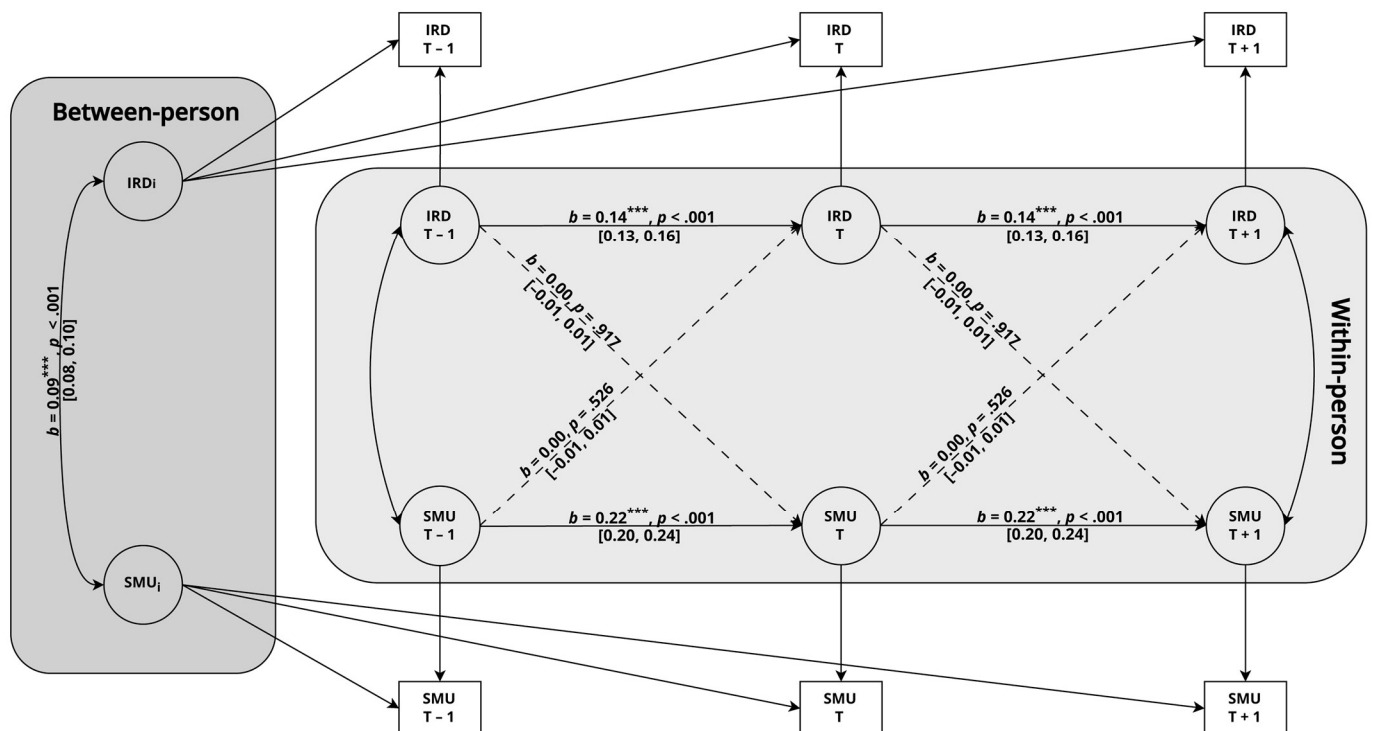 IRD
T – 1
IRD
T
IRD
T + 1
Between-person
IRDi
b = 0.09***, p < .001
[0.08, 0.10]
SMUi
IRD
T – 1
b = 0.14***, p < .001
[0.13, 0.16]
IRD
T
b = 0.14***, p < .001
[0.13, 0.16]
IRD
T + 1
b = 0.00, p = .917
[−0.01, 0.01]
b = 0.00, p = .917
[−0.01, 0.01]
Within-person
b = 0.00, p = .526
[−0.01, 0.01]
b = 0.00, p = .526
[−0.01, 0.01]
SMU
T – 1
b = 0.22***, p < .001
[0.20, 0.24]
SMU
T
b = 0.22***, p < .001
[0.20, 0.24]
SMU
T + 1
SMU
T – 1
SMU
T
SMU
T + 1